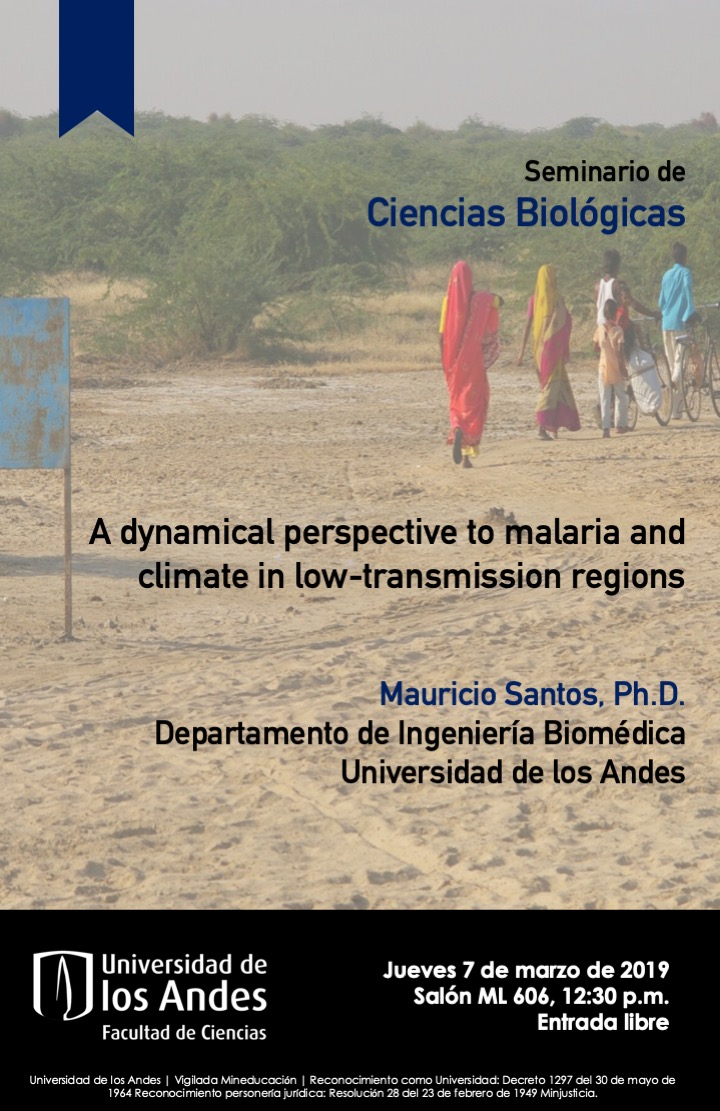 Seminario de
Ciencias Biológicas
A dynamical perspective to malaria and
climate in low-transmission regions
Mauricio Santos, Ph.D.
Departamento de Ingeniería Biomédica
Universidad de los Andes
Universidad de
los Andes
Facultad de Ciencias
Jueves 7 de marzo de 2019
Salón ML 606, 12:30 p.m.
Entrada libre
Universidad de los Andes | Vigilada Mineducación | Reconocimiento como Universidad: Decreto 1297 del 30 de mayo de
1964 Reconocimiento personería jurídica: Resolución 28 del 23 de febrero de 1949 Minjusticia.